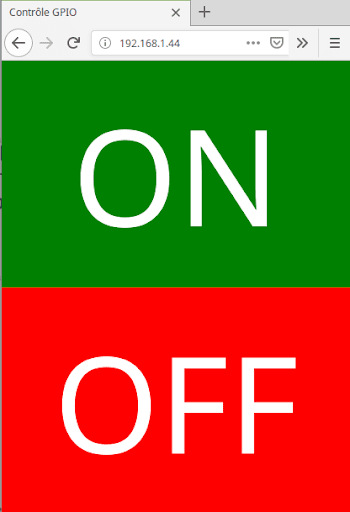 Contrôle GPIO
192.168.1.44
ON
OFF